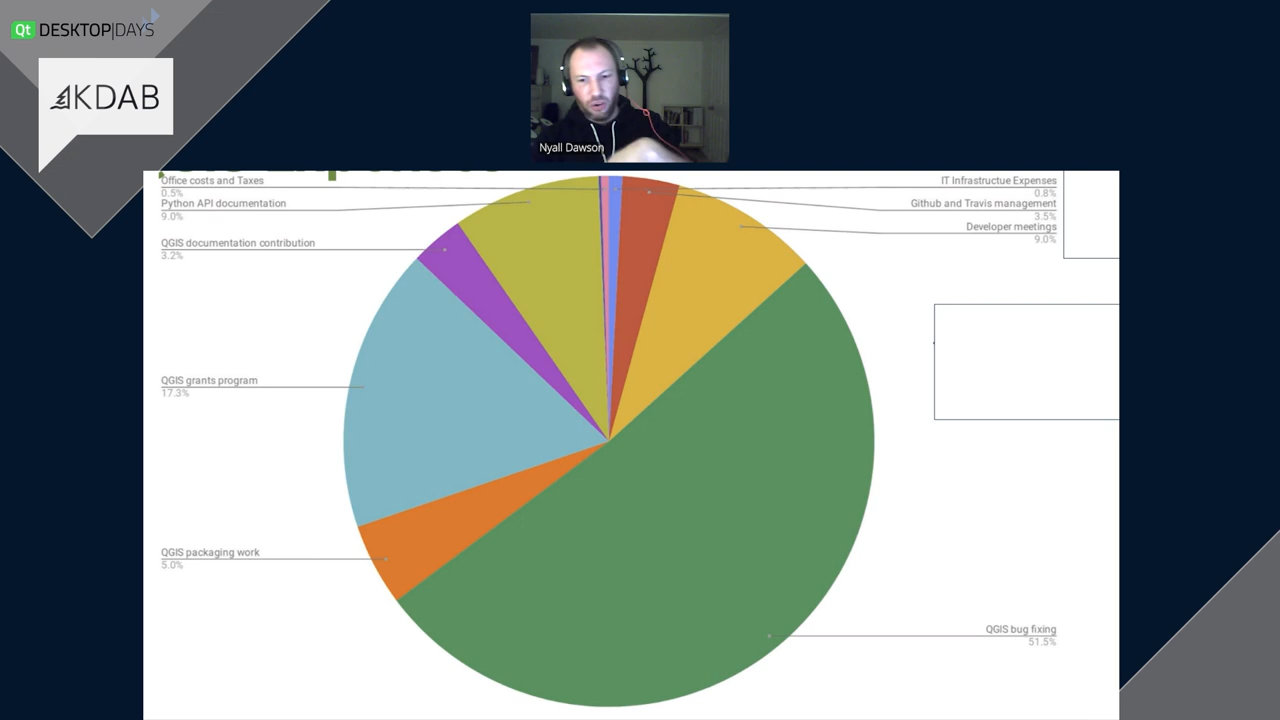 Qt DESKTOP|DAYS
KDAB
Nyall Dawson
Office costs and Taxes
0.5%
Python API documentation
9.0%
QGIS documentation contribution
3.2%
QGIS grants program
17.3%
QGIS packaging work
5.0%
IT Infrastructue Expenses
0.8%
Github and Travis management
3.5%
Developer meetings
9.0%
QGIS bug fixing
51.5%